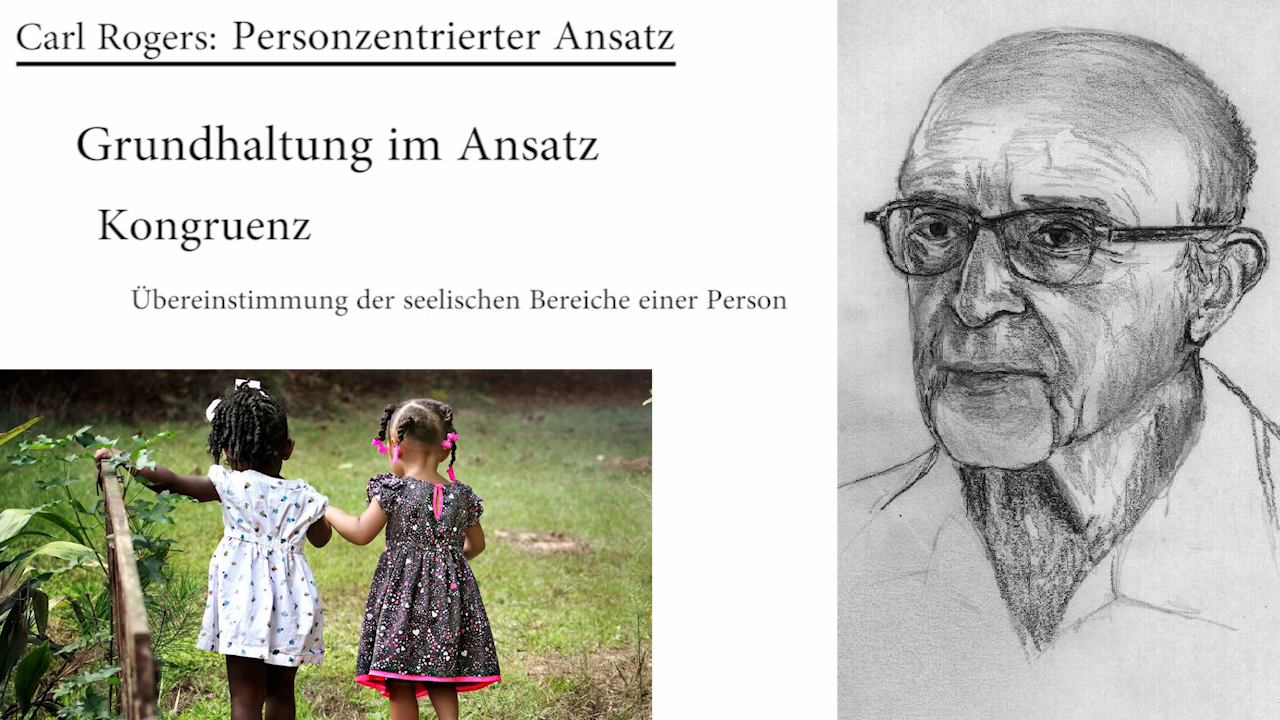 Carl Rogers: Personzentrierter Ansatz
Grundhaltung im Ansatz
Kongruenz
Übereinstimmung der seelischen Bereiche einer Person